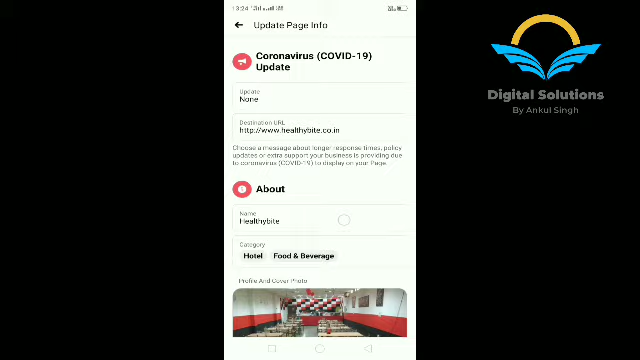 13:24
Update Page Info
Coronavirus (COVID-19)
Update
Update
None
Destination URL
http://www.healthybite.co.in
Choose a message about longer response times, policy
updates or extra support your business is providing due
to coronavirus (COVID-19) to display on your Page.
About
Name
Healthybite
Category
Hotel Food & Beverage
Profile And Cover Photo
Digital Solutions
By Ankul Singh